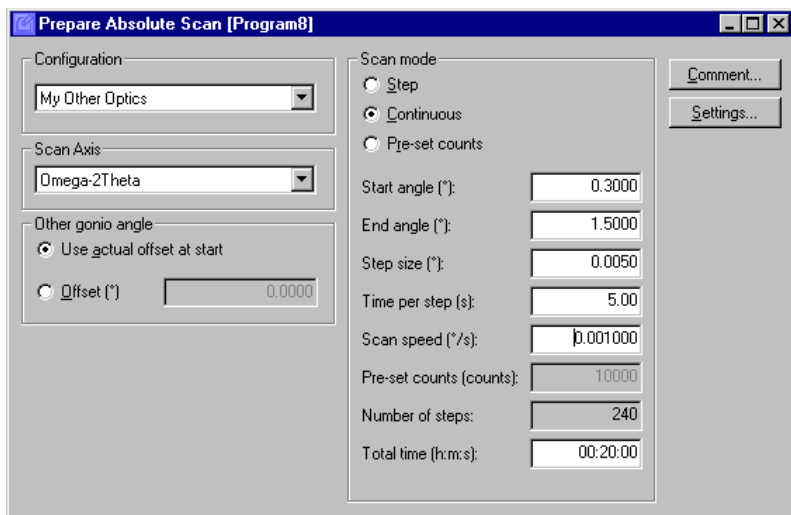 Prepare Absolute Scan [Program8]
Configuration
My Other Optics
Scan Axis
Omega-2Theta
Other gonio angle
Use actual offset at start
Offset (°) 0.0000
Scan mode
Step
Continuous
Pre-set counts
Start angle (°): 0.3000
End angle (°): 1.5000
Step size (°): 0.0050
Time per step (s): 5.00
Scan speed (°/s): 0.001000
Pre-set counts (counts): 10000
Number of steps: 240
Total time (h:m:s): 00:20:00
Comment...
Settings...